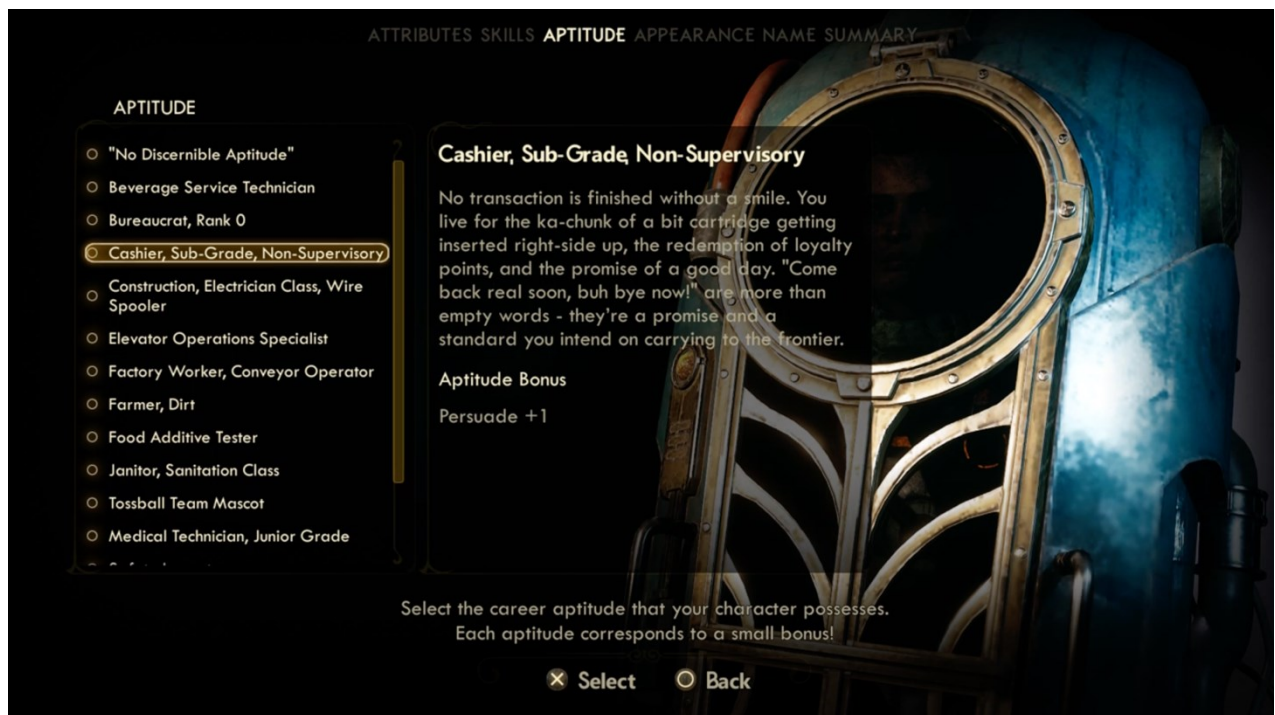 ATTRIBUTES SKILLS APTITUDE APPEARANCE NAME SUMMARY
APTITUDE
"No Discernible Aptitude"
Beverage Service Technician
Bureaucrat, Rank 0
Cashier, Sub-Grade, Non-Supervisory
Construction, Electrician Class, Wire
Spooler
Elevator Operations Specialist
Factory Worker, Conveyor Operator
Farmer, Dirt
Food Additive Tester
Janitor, Sanitation Class
Tossball Team Mascot
Medical Technician, Junior Grade
Cashier, Sub-Grade, Non-Supervisory
No transaction is finished without a smile. You
live for the ka-chunk of a bit cartridge getting
inserted right-side up, the redemption of loyalty
points, and the promise of a good day. "Come
back real soon, buh bye now!" are more than
empty words - they're a promise and a
standard you intend on carrying to the frontier.
Aptitude Bonus
Persuade +1
Select the career aptitude that your character possesses.
Each aptitude corresponds to a small bonus!
Select
Back